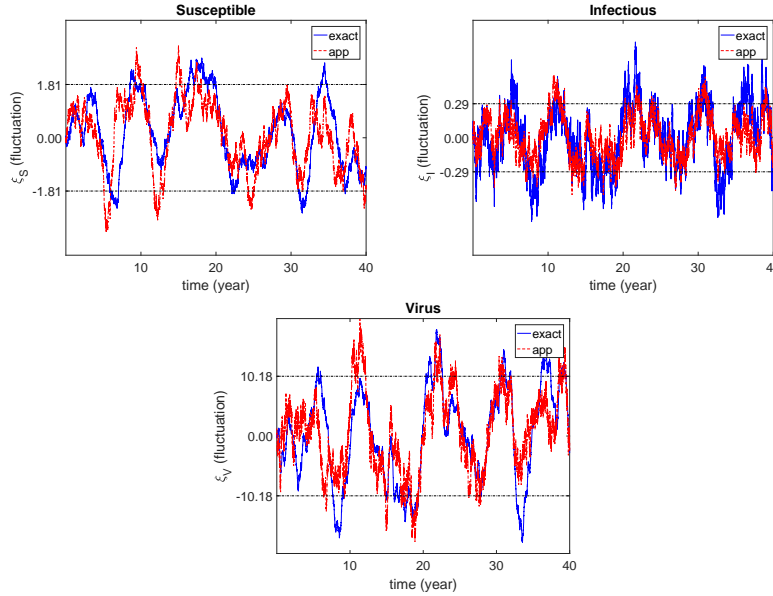 Susceptible
exact
app
1.81
0.00
-1.81
ξS (fluctuation)
10
20
30
40
time (year)
Infectious
exact
app
0.29
0.00
-0.29
ξI (fluctuation)
10
20
30
40
time (year)
Virus
exact
app
10.18
0.00
-10.18
ξV (fluctuation)
10
20
30
40
time (year)